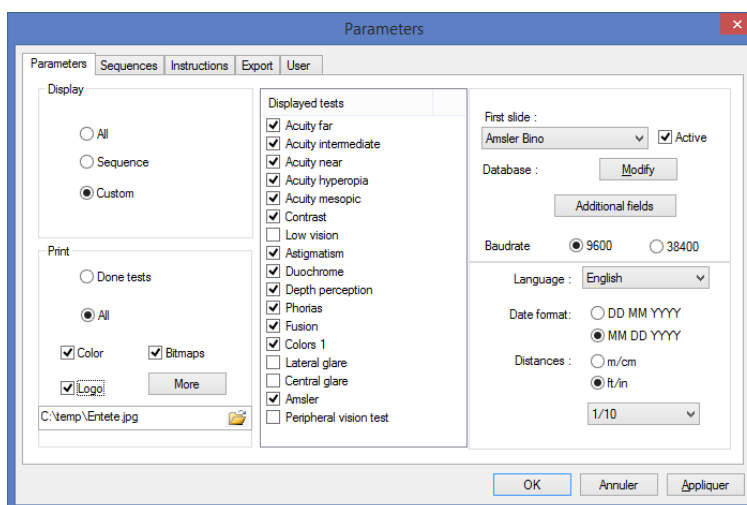 Parameters
Parameters Sequences Instructions Export User
Display
All
Sequence
Custom
Print
Done tests
All
Color Bitmaps
Logo More
C:\temp\Entete.jpg
Displayed tests
Acuity far
Acuity intermediate
Acuity near
Acuity hyperopia
Acuity mesopic
Contrast
Low vision
Astigmatism
Duochrome
Depth perception
Phorias
Fusion
Colors 1
Lateral glare
Central glare
Amsler
Peripheral vision test
First slide :
Amsler Bino Active
Database : Modify
Additional fields
Baudrate 9600 38400
Language : English
Date format: DD MM YYYY
MM DD YYYY
Distances : m/cm
ft/in
1/10
OK Annuler Appliquer